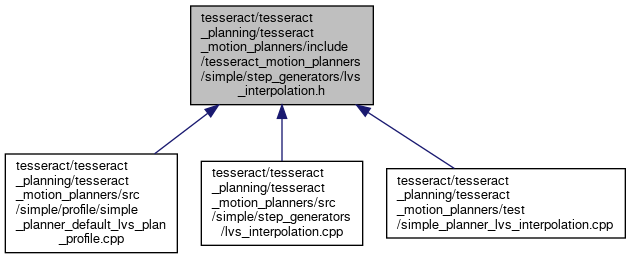 tesseract/tesseract
_planning/tesseract
_motion_planners/include
/tesseract_motion_planners
/simple/step_generators/lvs
_interpolation.h
tesseract/tesseract
_planning/tesseract
_motion_planners/src
/simple/profile/simple
_planner_default_lvs_plan
_profile.cpp
tesseract/tesseract
_planning/tesseract
_motion_planners/src
/simple/step_generators
/lvs_interpolation.cpp
tesseract/tesseract
_planning/tesseract
_motion_planners/test
/simple_planner_lvs_interpolation.cpp